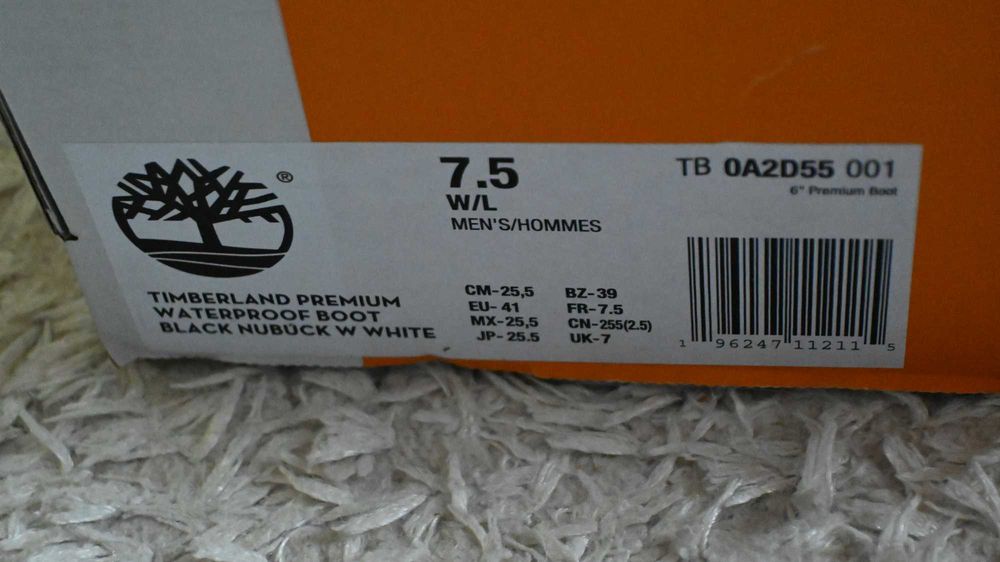 ®
7.5
W/L
MEN'S/HOMMES
TB 0A2D55 001
6" Premium Boot
TIMBERLAND PREMIUM
WATERPROOF BOOT
BLACK NUBUCK W WHITE
CM-25,5 BZ-39
EU-41 FR-7.5
MX-25,5 CN-255(2.5)
JP-25.5 UK-7
1 96247 11211 5